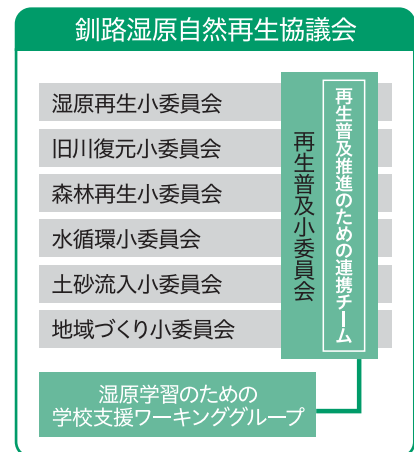 釧路湿原自然再生協議会
湿原再生小委員会
旧川復元小委員会
森林再生小委員会
水循環小委員会
土砂流入小委員会
地域づくり小委員会
再生普及小委員会
再生普及推進のための連携チーム
湿原学習のための
学校支援ワーキンググループ